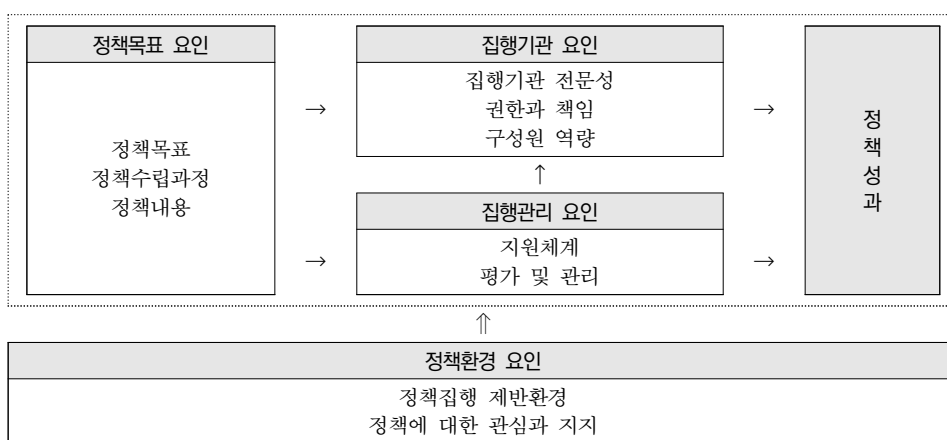 정책목표 요인
정책목표
정책수립과정
정책내용
→
→
집행기관 요인
집행기관 전문성
권한과 책임
구성원 역량
↑
집행관리 요인
지원체계
평가 및 관리
→
→
정
책
성
과
⇑
정책환경 요인
정책집행 제반환경
정책에 대한 관심과 지지